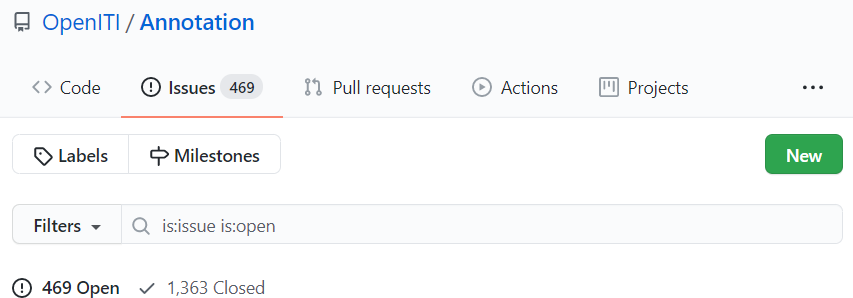 OpenITI / Annotation
Code Issues 469 Pull requests Actions Projects ...
Labels Milestones New
Filters is:issue is:open
469 Open 1,363 Closed